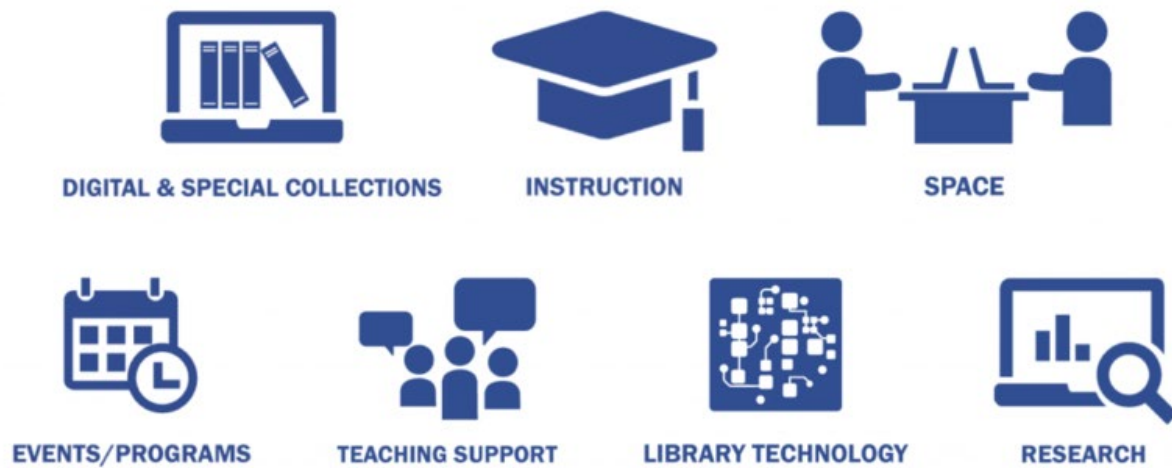 DIGITAL & SPECIAL COLLECTIONS
INSTRUCTION
SPACE
EVENTS/PROGRAMS
TEACHING SUPPORT
LIBRARY TECHNOLOGY
RESEARCH